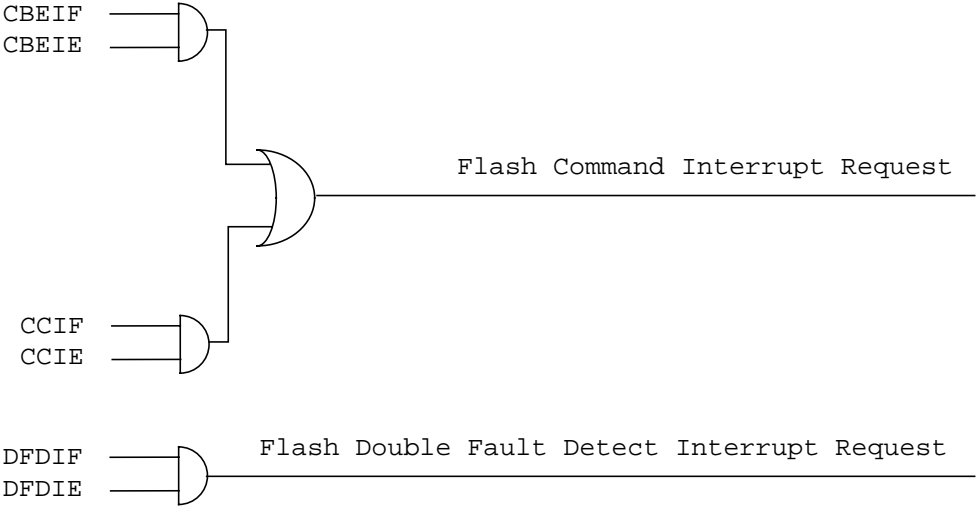 CBEIF
CBEIE
Flash Command Interrupt Request
CCIF
CCIE
Flash Double Fault Detect Interrupt Request
DFDIF
DFDIE